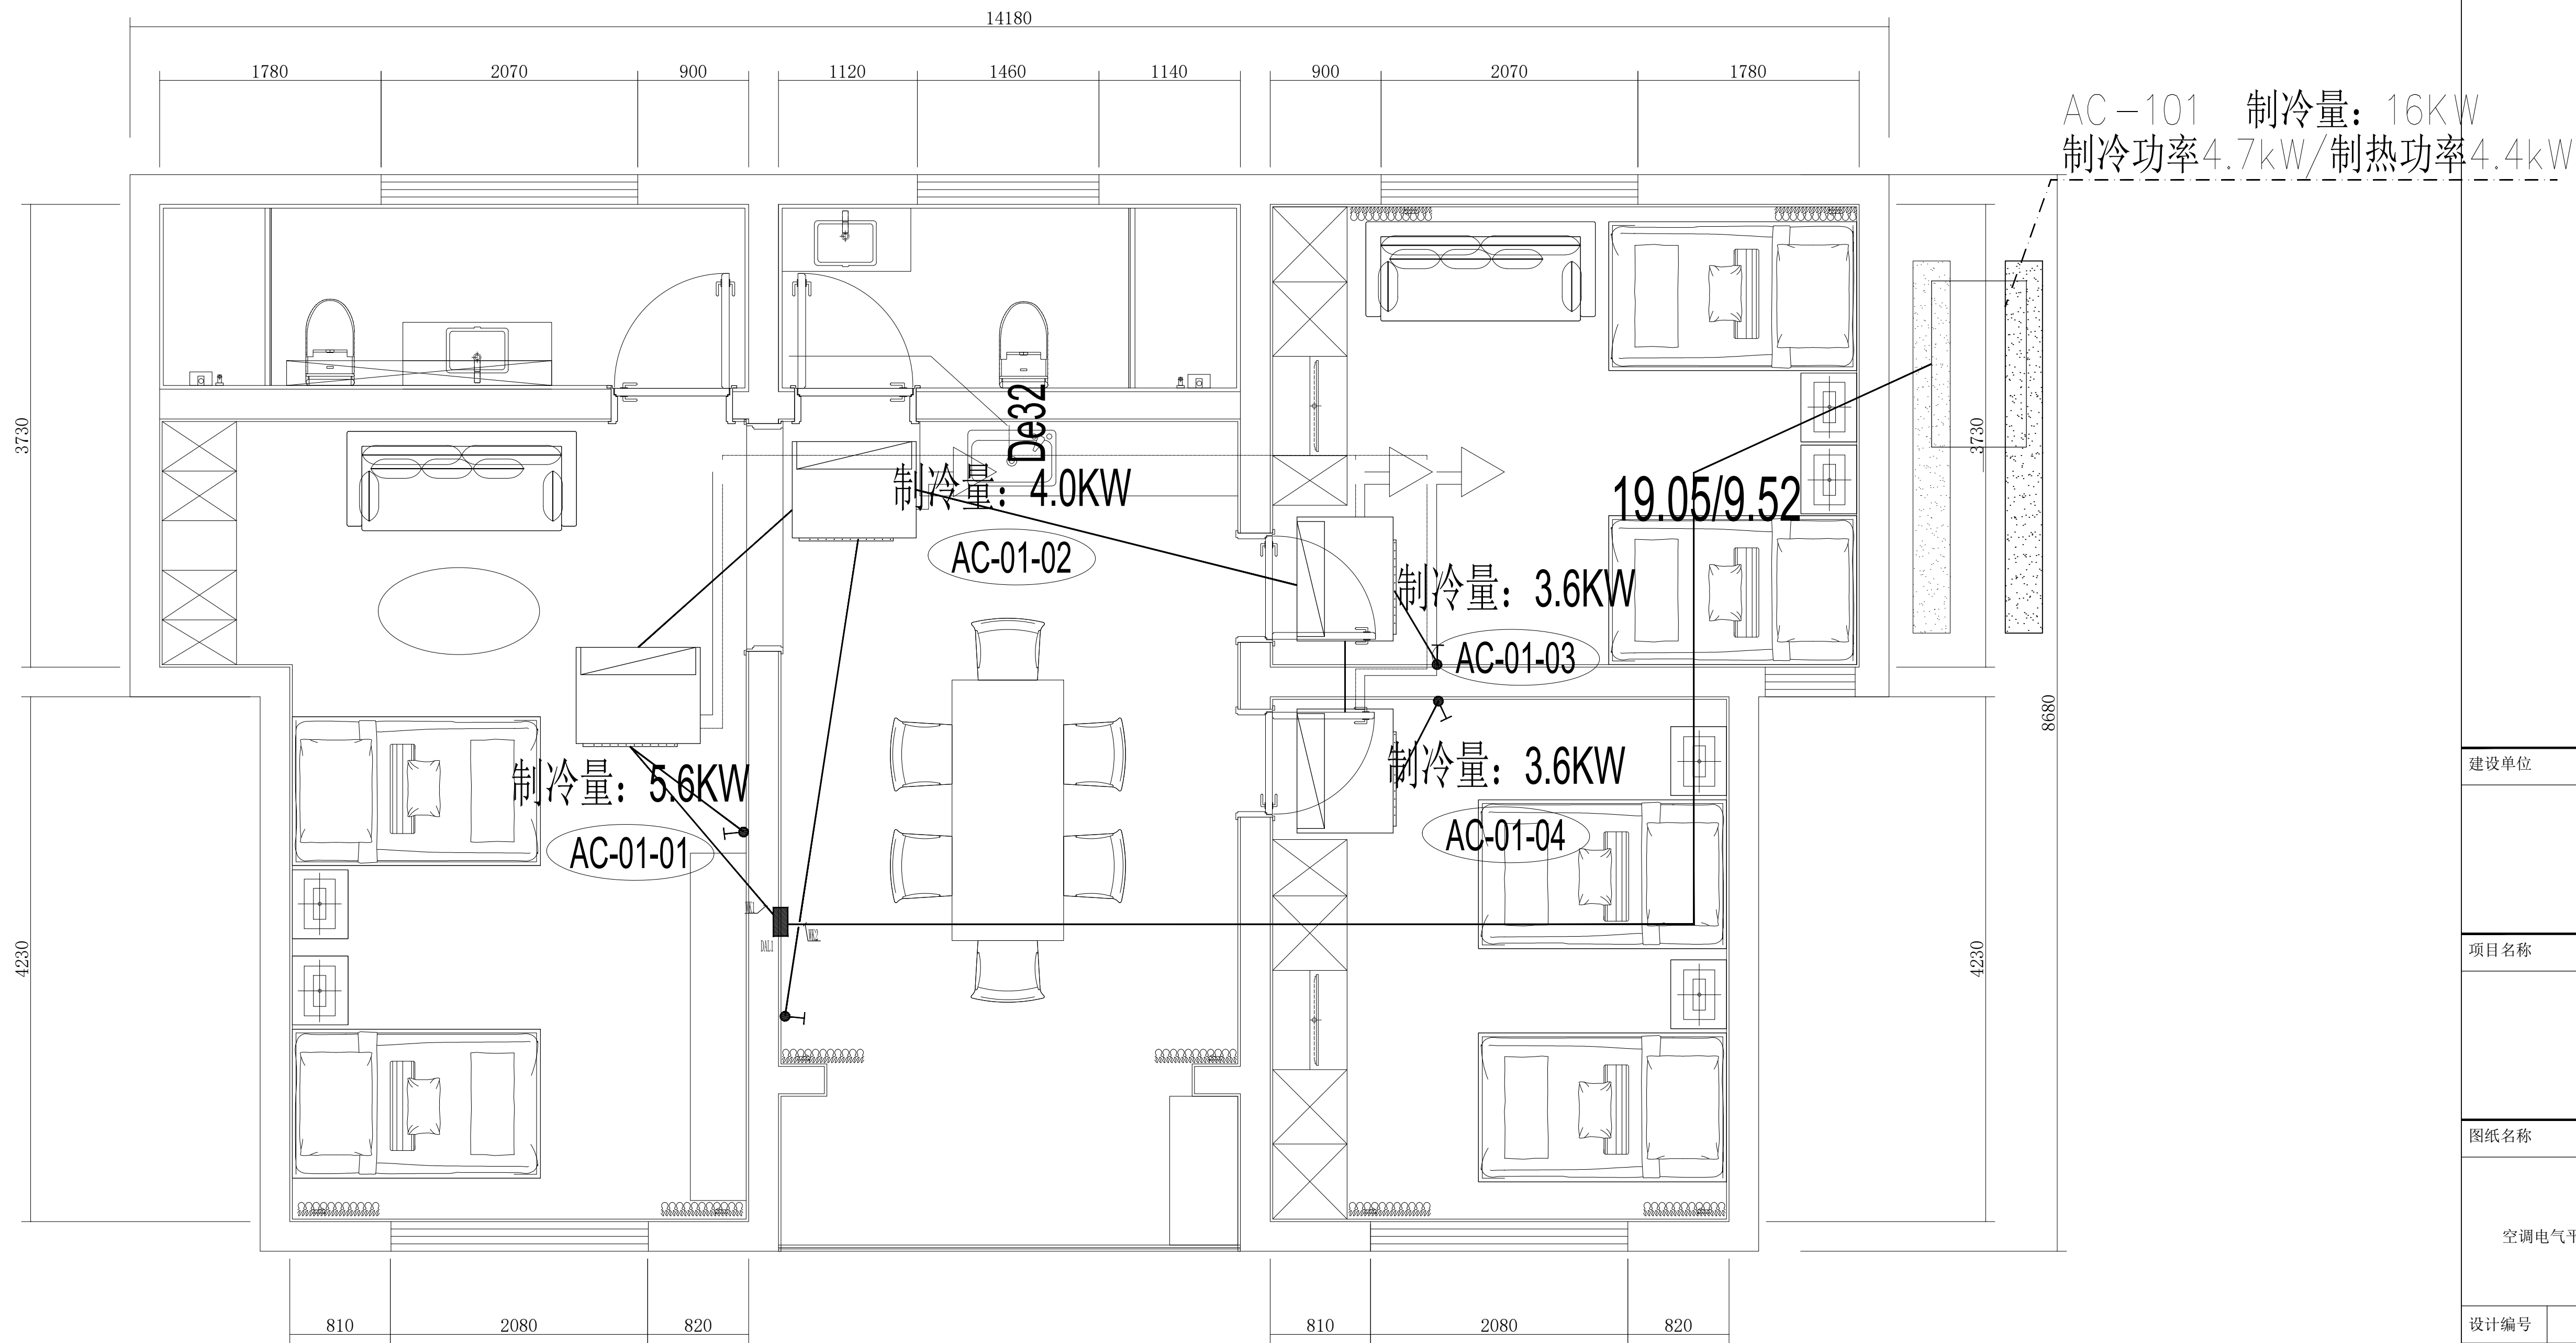 14180
1780 2070 900 1120 1460 1140 900 2070 1780
AC-101 制冷量：16KW
制冷功率4.7kW/制热功率4.4kW
3730
De32
3730
制冷量：4.0KW
19.05/9.52
AC-01-02
制冷量：3.6KW
AC-01-03
8680
制冷量：5.6KW
制冷量：3.6KW
建设单位
AC-01-01
AC-01-04
WK1
WK2
DAL1
4230
4230
项目名称
图纸名称
空调电气平
810 2080 820 810 2080 820
设计编号